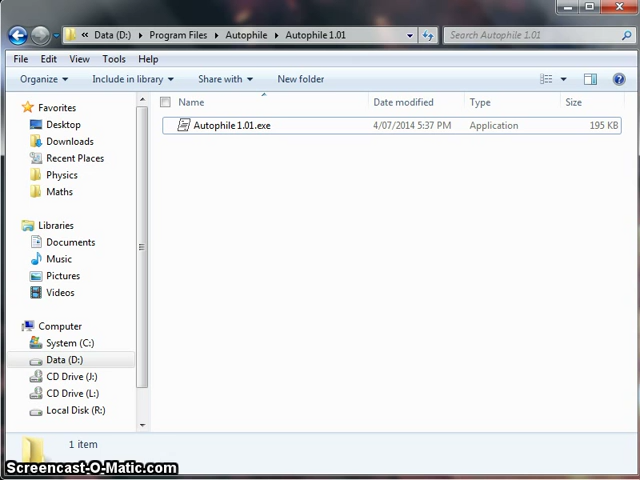 Data (D:) Program Files Autophile Autophile 1.01 Search Autophile 1.01
File Edit View Tools Help
Organize Include in library Share with New folder
Favorites
Desktop
Downloads
Recent Places
Physics
Maths
Libraries
Documents
Music
Pictures
Videos
Computer
System (C:)
Data (D:)
CD Drive (J:)
CD Drive (L:)
Local Disk (R:)
Name Date modified Type Size
Autophile 1.01.exe 4/07/2014 5:37 PM Application 195 KB
1 item
Screencast-O-Matic.com